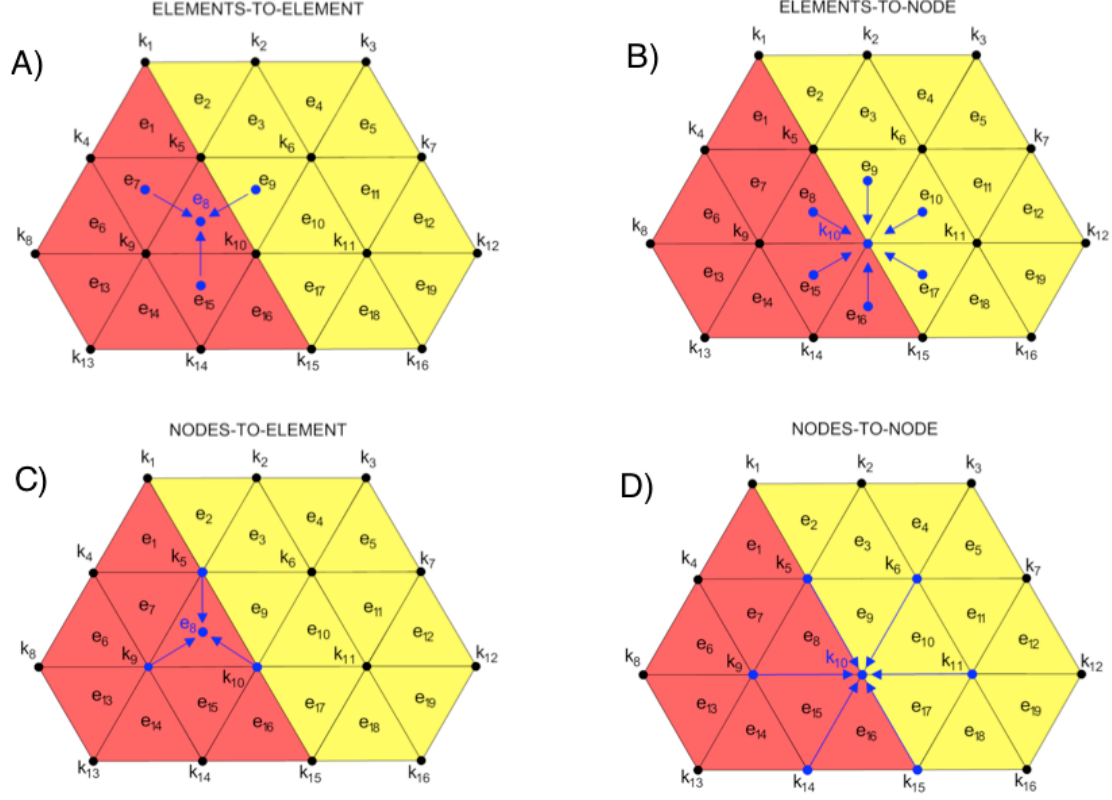 ELEMENTS-TO-ELEMENT
A)
k1 k2 k3
e2 e4
e1 e3 e5
k4 k5 k6 k7
e7 e8 e9 e11
e6 e10 e12
k8 k9 k10 k11 k12
e13 e15 e17 e19
e14 e16 e18
k13 k14 k15 k16
ELEMENTS-TO-NODE
B)
k1 k2 k3
e2 e4
e1 e3 e5
k4 k5 k6 k7
e7 e8 e9 e11
e6 e10 e12
k8 k9 k10 k11 k12
e13 e15 e17 e19
e14 e16 e18
k13 k14 k15 k16
NODES-TO-ELEMENT
C)
k1 k2 k3
e2 e4
e1 e3 e5
k4 k5 k6 k7
e7 e8 e9 e11
e6 e10 e12
k8 k9 k10 k11 k12
e13 e15 e17 e19
e14 e16 e18
k13 k14 k15 k16
NODES-TO-NODE
D)
k1 k2 k3
e2 e4
e1 e3 e5
k4 k5 k6 k7
e7 e8 e9 e11
e6 e10 e12
k8 k9 k10 k11 k12
e13 e15 e17 e19
e14 e16 e18
k13 k14 k15 k16